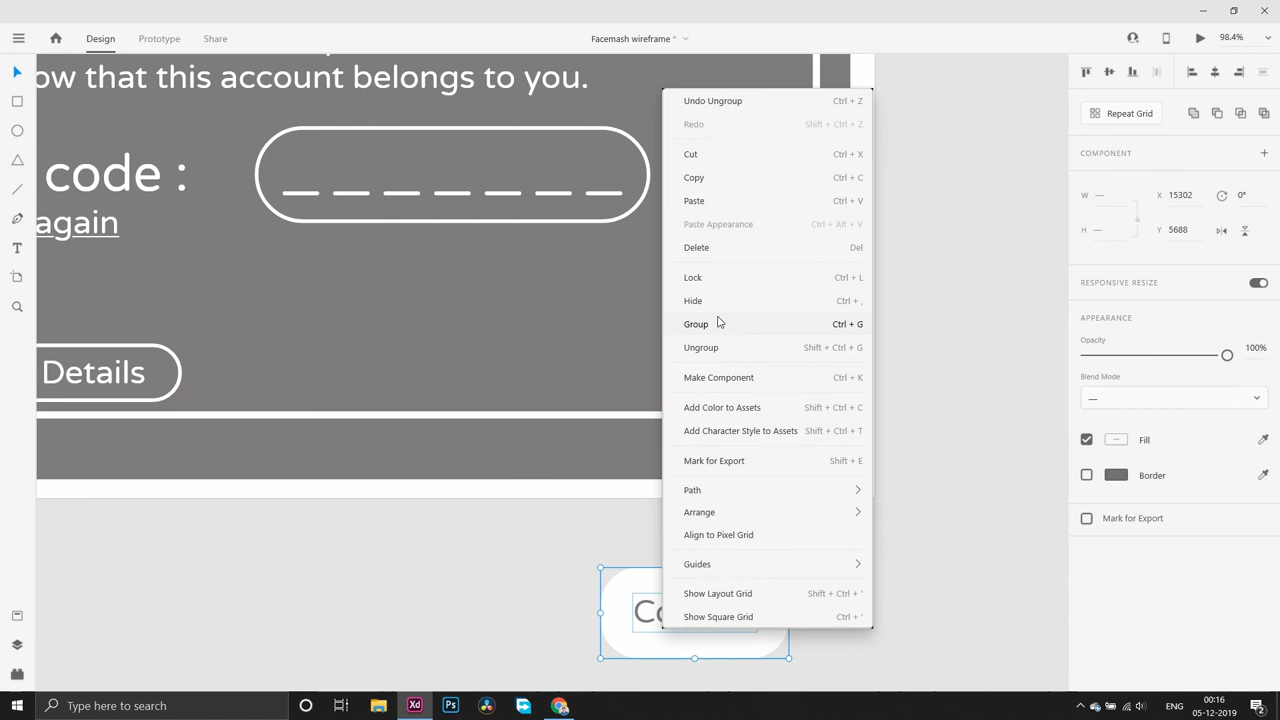 Design
Prototype
Share
Facemash wireframe *
98.4%
ow that this account belongs to you.
code :
again
Details
Undo Ungroup Ctrl + Z
Redo Shift + Ctrl + Z
Cut Ctrl + X
Copy Ctrl + C
Paste Ctrl + V
Paste Appearance Ctrl + Alt + V
Delete Del
Lock Ctrl + L
Hide Ctrl + ,
Group Ctrl + G
Ungroup Shift + Ctrl + G
Make Component Ctrl + K
Add Color to Assets Shift + Ctrl + C
Add Character Style to Assets Shift + Ctrl + T
Mark for Export Shift + E
Path
Arrange
Align to Pixel Grid
Guides
Show Layout Grid Shift + Ctrl + '
Show Square Grid Ctrl + '
Repeat Grid
COMPONENT
W — X 15302 0°
H — Y 5688
RESPONSIVE RESIZE
APPEARANCE
Opacity
100%
Blend Mode
—
Fill
Border
Mark for Export
Type here to search
Xd
Ps
00:16
05-12-2019
2